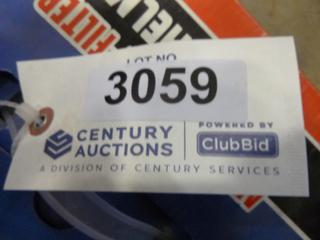 FILTER
LOT NO.
3059
CENTURY
AUCTIONS
POWERED BY
ClubBid
A DIVISION OF CENTURY SERVICES